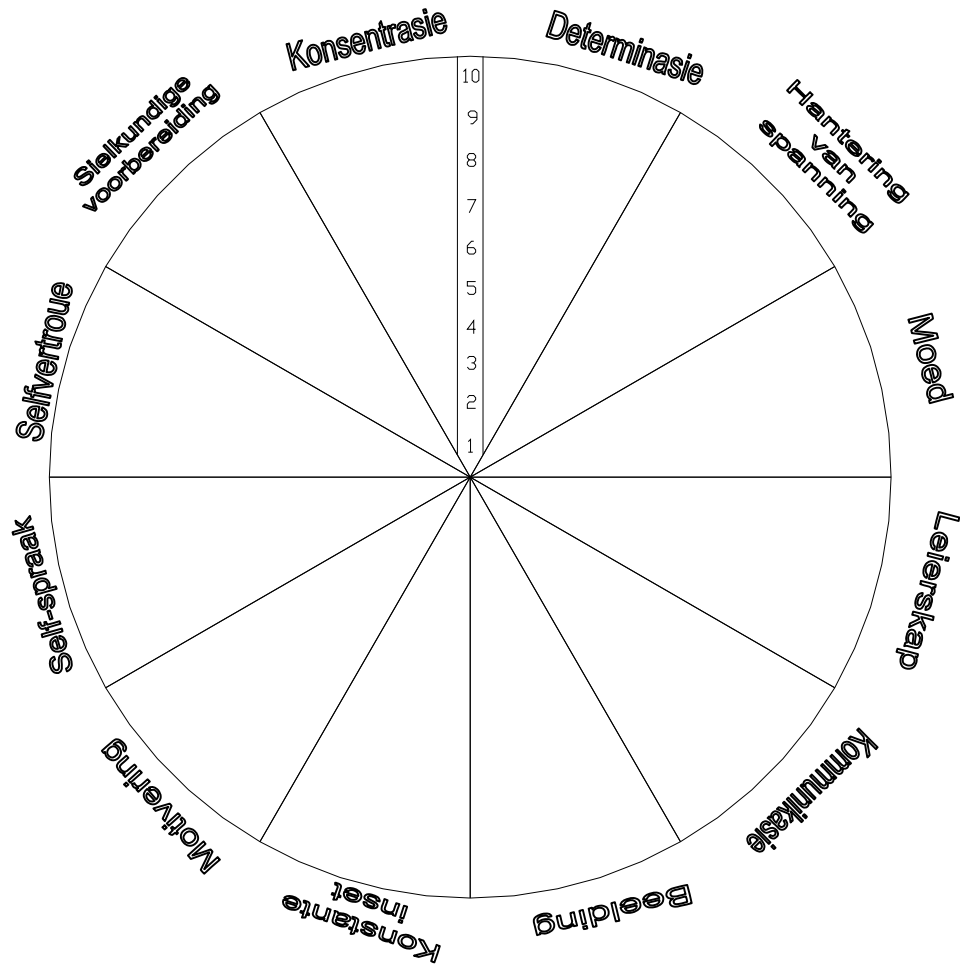 Konsentrasie
Determinasie
Hantering
van
spanning
Moed
Leierskap
Kommunikasie
Beelding
Konstante
inset
Motivering
Self-spraak
Selfvertroue
Sielkundige
voorbereiding
10
9
8
7
6
5
4
3
2
1